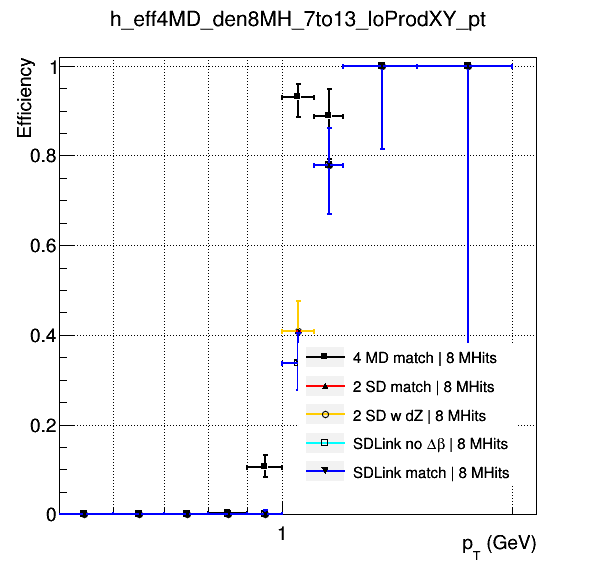 h_eff4MD_den8MH_7to13_loProdXY_pt
Efficiency
1
0.8
0.6
0.4
0.2
0
4 MD match | 8 MHits
2 SD match | 8 MHits
2 SD w dZ | 8 MHits
SDLink no Δβ | 8 MHits
SDLink match | 8 MHits
1
p_T (GeV)